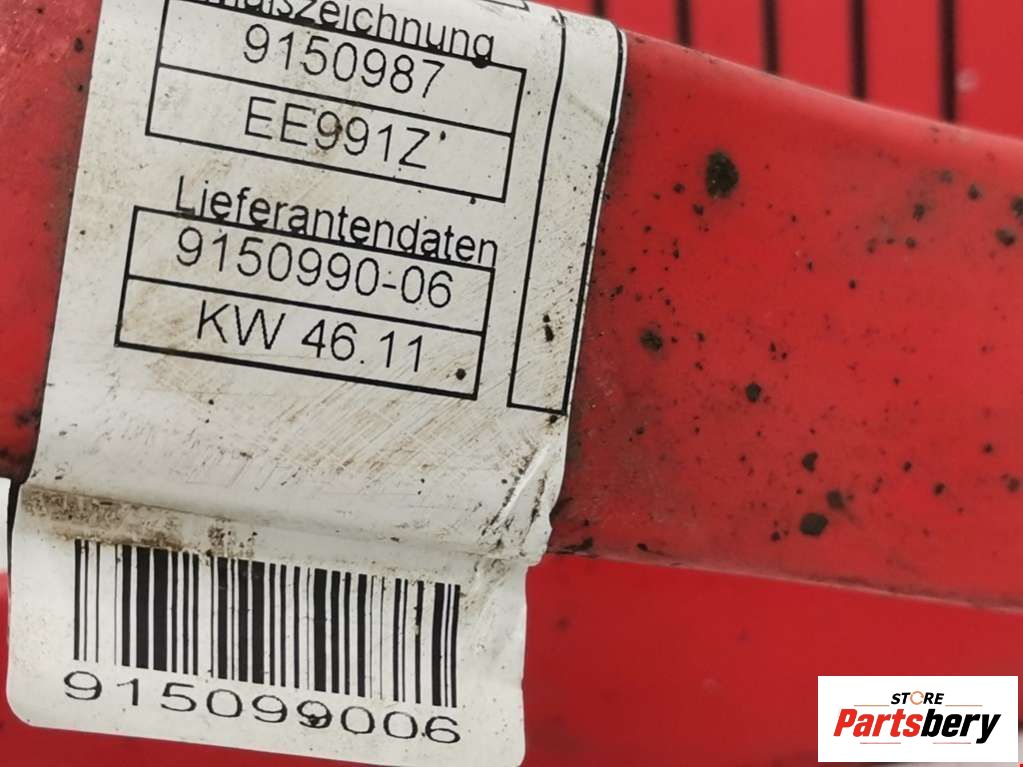 9150987
EE991Z
Lieferantendaten
9150990-06
KW 46.11
915099006
STORE
Partsbery